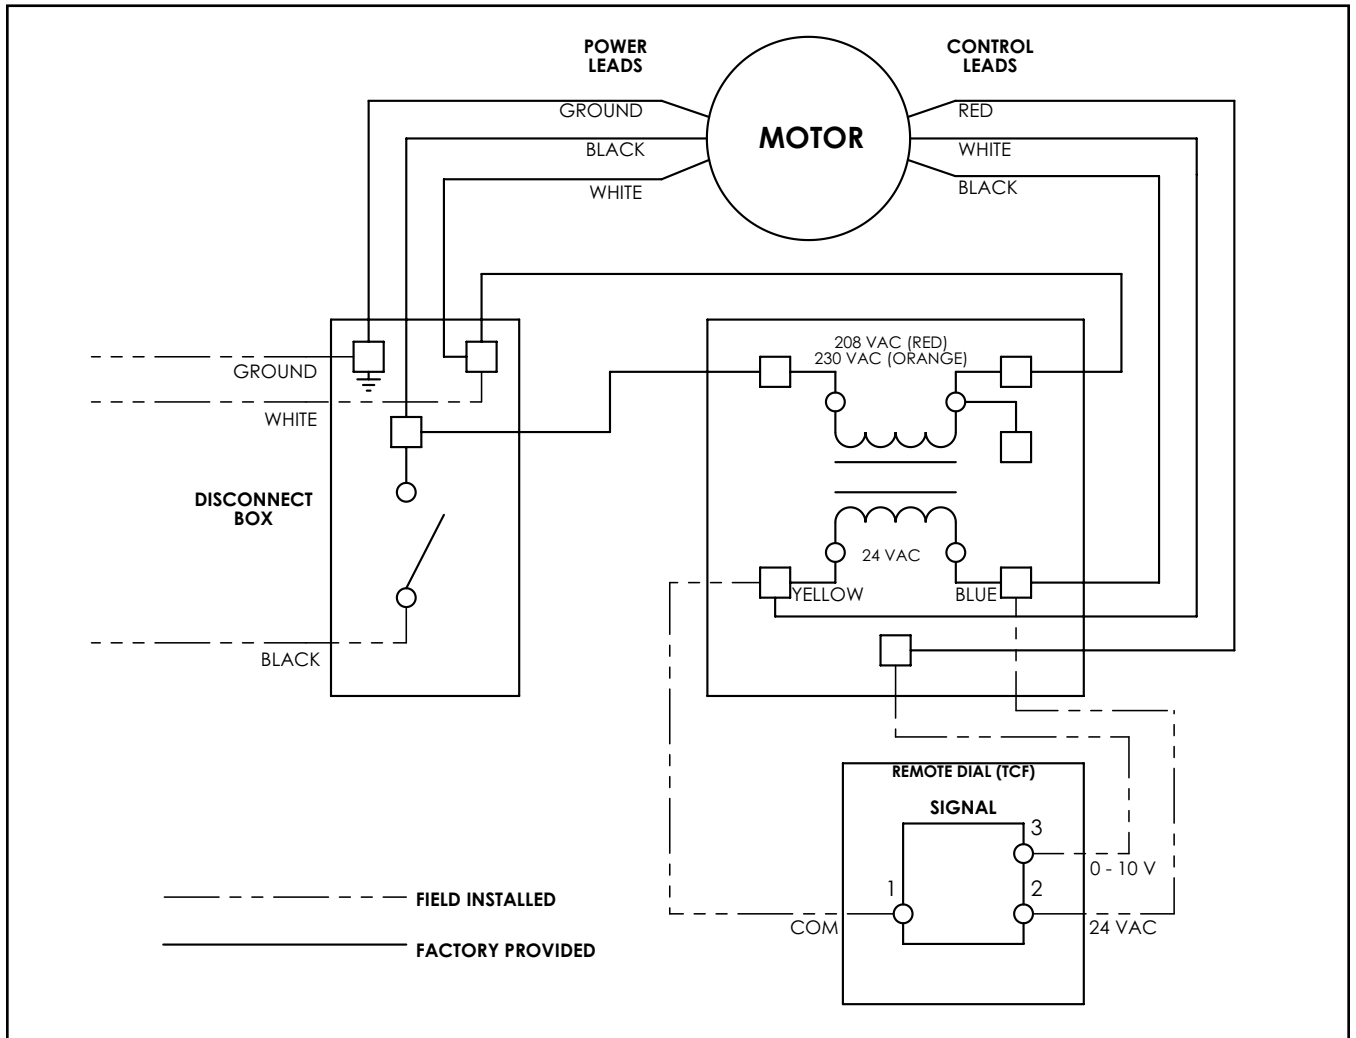 POWER
LEADS
CONTROL
LEADS
GROUND
RED
MOTOR
BLACK
WHITE
WHITE
BLACK
208 VAC (RED)
230 VAC (ORANGE)
GROUND
WHITE
DISCONNECT
BOX
24 VAC
YELLOW
BLUE
BLACK
REMOTE DIAL (TCF)
SIGNAL
3
0 - 10 V
1
2
FIELD INSTALLED
COM
24 VAC
FACTORY PROVIDED